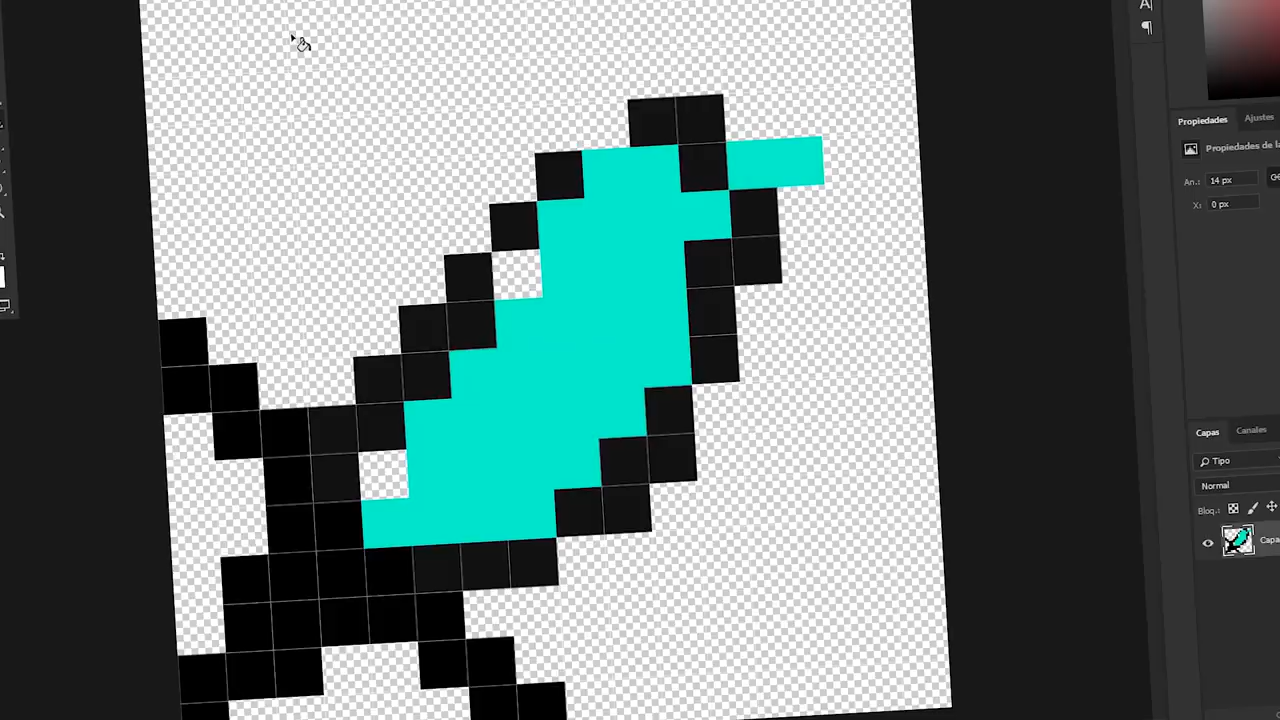 A|
¶
Propiedades Ajustes
Propiedades de la
An.: 14 px
X: 0 px
Capas Canales
Tipo
Normal
Bloq.:
Capa